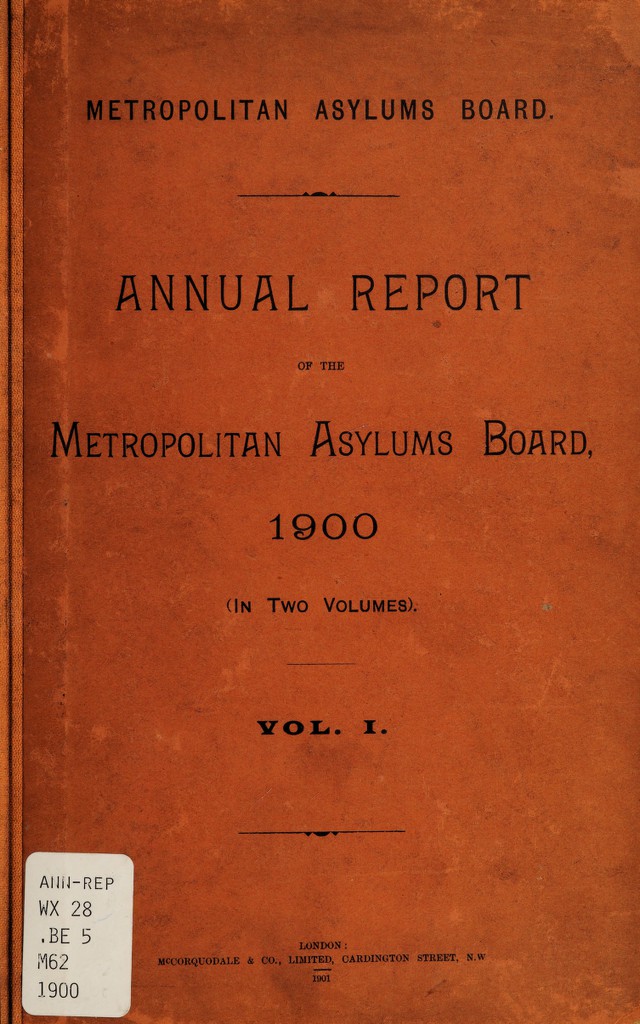 METROPOLITAN ASYLUMS BOARD.
ANNUAL REPORT
OF THE
METROPOLITAN ASYLUMS BOARD,
1900
(IN TWO VOLUMES).
VOL. I.
ANN-REP
WX 28
.BE 5
M62
1900
LONDON:
MCCORQUODALE & CO., LIMITED, CARDINGTON STREET, N.W
1901